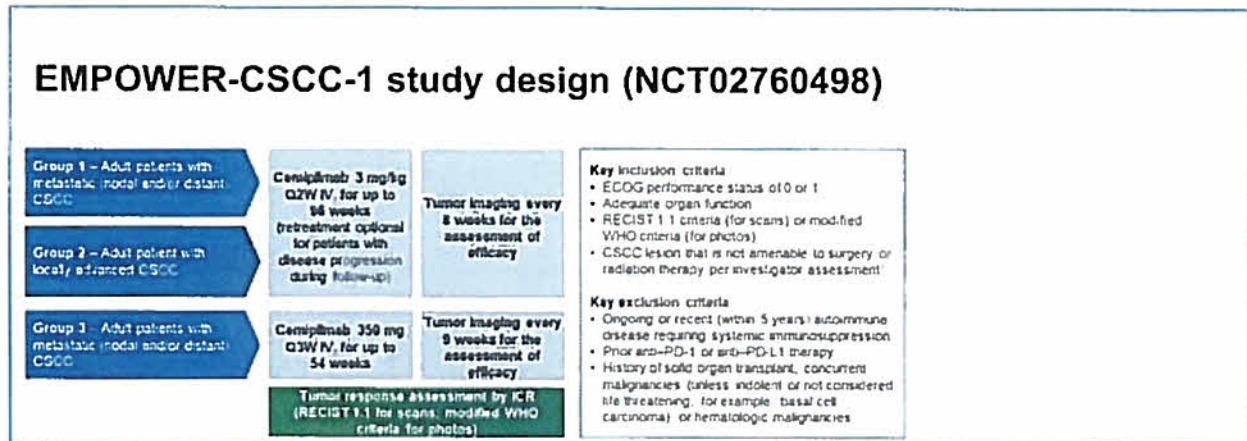 EMPOWER-CSCC-1 study design (NCT02760498)
Group 1 – Adult patients with
metastatic (nodal and/or distant)
CSCC
Group 2 – Adult patient with
locally advanced CSCC
Cemiplimab 3 mg/kg
Q2W IV, for up to
96 weeks
(retreatment optional
for patients with
disease progression
during follow-up)
Tumor imaging every
8 weeks for the
assessment of
efficacy
Group 3 – Adult patients with
metastatic (nodal and/or distant)
CSCC
Cemiplimab 350 mg
Q3W IV, for up to
54 weeks
Tumor imaging every
9 weeks for the
assessment of
efficacy
Tumor response assessment by ICR
(RECIST 1.1 for scans; modified WHO
criteria for photos)
Key inclusion criteria
• ECOG performance status of 0 or 1
• Adequate organ function
• RECIST 1.1 criteria (for scans) or modified
WHO criteria (for photos)
• CSCC lesion that is not amenable to surgery or
radiation therapy per investigator assessment
Key exclusion criteria
• Ongoing or recent (within 5 years) autoimmune
disease requiring systemic immunosuppression
• Prior anti–PD-1 or anti–PD-L1 therapy
• History of solid organ transplant, concurrent
malignancies (unless indolent or not considered
life threatening, for example, basal cell
carcinoma) or hematologic malignancies